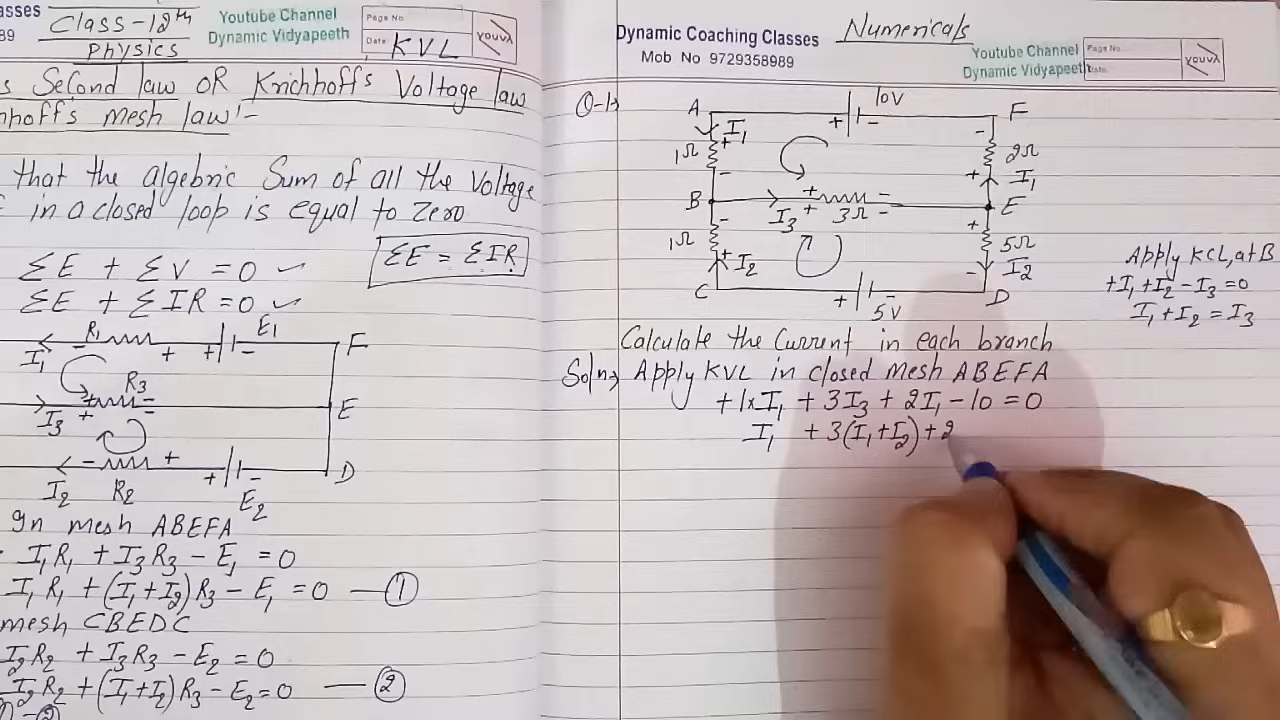 asses
89
Class-12th
Physics
Youtube Channel
Dynamic Vidyapeeth
Page No.
Date: KVL
YOUVA
s Second law OR Krichhoff's Voltage law
hhoff's mesh law:-
that the algebric Sum of all the Voltage
in a closed loop is equal to Zero
ΣE + ΣV = 0
ΣE = ΣIR
ΣE + ΣIR = 0
R1 + + - E1 F
I1
R3
I3 + E
- + + - D
I2 R2 E2
In mesh ABEFA
I1R1 + I3R3 - E1 = 0
I1R1 + (I1+I2)R3 - E1 = 0 — 1
mesh CBEDC
I2R2 + I3R3 - E2 = 0
I2R2 + (I1+I2)R3 - E2 = 0 — 2
Dynamic Coaching Classes
Mob No 9729358989
Numericals
Youtube Channel
Dynamic Vidyapeeth
Page No.
Date:
YOUVA
Q-1)
A + 10V - F
I1
1Ω + - - 2Ω +
I1
B I3 + + 3Ω - - E
1Ω - I2 + 5Ω - I2
C + 5V - D
Apply KCL, at B
+I1+I2-I3=0
I1+I2=I3
Calculate the Current in each branch
Soln) Apply KVL in closed mesh ABEFA
+1×I1 + 3I3 + 2I1 - 10 = 0
I1 + 3(I1+I2) + 2